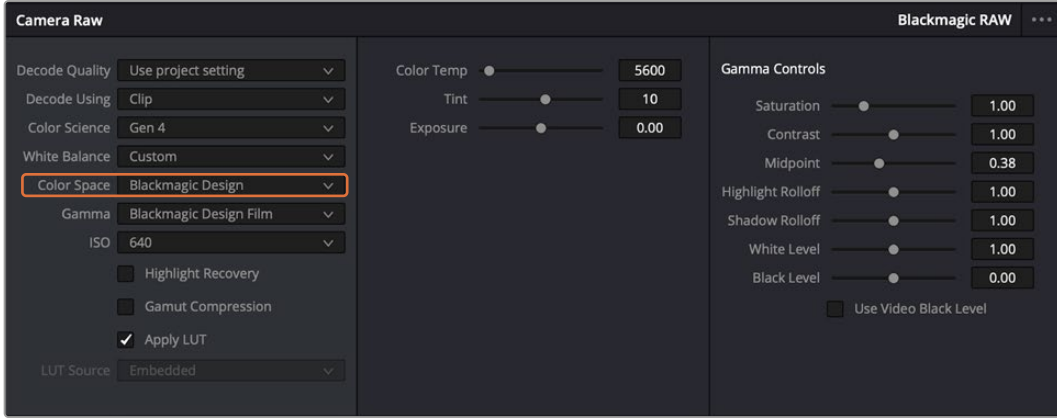 Camera Raw
Blackmagic RAW
Decode Quality Use project setting
Decode Using Clip
Color Science Gen 4
White Balance Custom
Color Space Blackmagic Design
Gamma Blackmagic Design Film
ISO 640
Highlight Recovery
Gamut Compression
Apply LUT
LUT Source Embedded
Color Temp 5600
Tint 10
Exposure 0.00
Gamma Controls
Saturation 1.00
Contrast 1.00
Midpoint 0.38
Highlight Rolloff 1.00
Shadow Rolloff 1.00
White Level 1.00
Black Level 0.00
Use Video Black Level